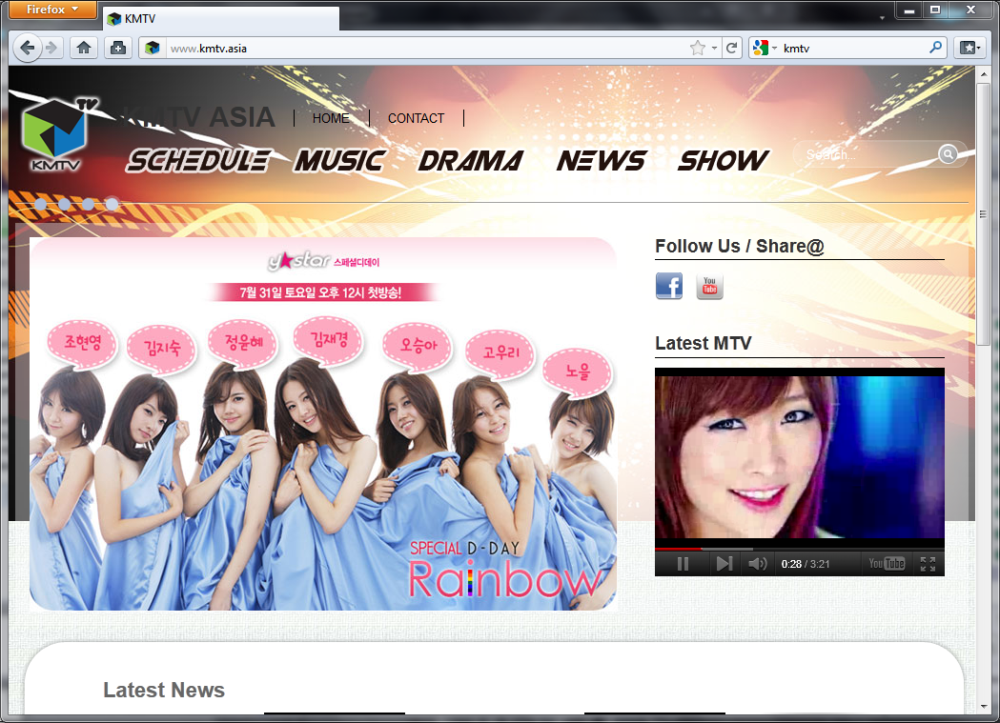 Firefox
KMTV
www.kmtv.asia
kmtv
TV
KMTV
KMTV ASIA
HOME
CONTACT
SCHEDULE
MUSIC
DRAMA
NEWS
SHOW
Search...
y★star 스페셜디데이
7월 31일 토요일 오후 12시 첫방송!
조현영
김지숙
정윤혜
김재경
오승아
고우리
노을
SPECIAL D-DAY
Rainbow
Follow Us / Share@
f
You
Tube
Latest MTV
0:28 / 3:21
YouTube
Latest News